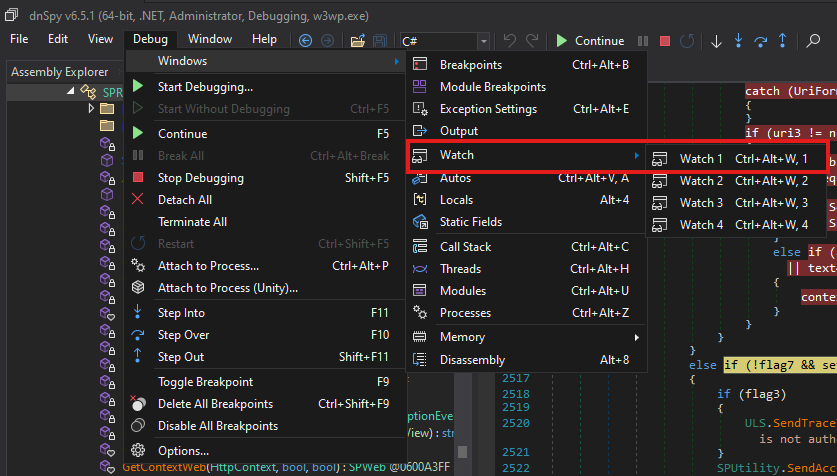 dnSpy v6.5.1 (64-bit, .NET, Administrator, Debugging, w3wp.exe)
File Edit View Debug Window Help C# Continue
Assembly Explorer
SPR
Windows
Start Debugging...
Start Without Debugging Ctrl+F5
Continue F5
Break All Ctrl+Alt+Break
Stop Debugging Shift+F5
Detach All
Terminate All
Restart Ctrl+Shift+F5
Attach to Process... Ctrl+Alt+P
Attach to Process (Unity)...
Step Into F11
Step Over F10
Step Out Shift+F11
Toggle Breakpoint F9
Delete All Breakpoints Ctrl+Shift+F9
Disable All Breakpoints
Options...
Breakpoints Ctrl+Alt+B
Module Breakpoints
Exception Settings Ctrl+Alt+E
Output
Watch
Autos Ctrl+Alt+V, A
Locals Alt+4
Static Fields
Call Stack Ctrl+Alt+C
Threads Ctrl+Alt+H
Modules Ctrl+Alt+U
Processes Ctrl+Alt+Z
Memory
Disassembly Alt+8
Watch 1 Ctrl+Alt+W, 1
Watch 2 Ctrl+Alt+W, 2
Watch 3 Ctrl+Alt+W, 3
Watch 4 Ctrl+Alt+W, 4
catch (UriForm
{
}
if (uri3 != n
else if (
|| text
{
conte
}
}
}
}
else if (!flag7 && se
2517 {
2518 if (flag3)
2519 {
2520 ULS.SendTrace
is not auth
2521 }
2522 SPUtility.SendAcc
ptionEve
View) : str
GetContextWeb(HttpContext, bool, bool) : SPWeb @0600A3FF